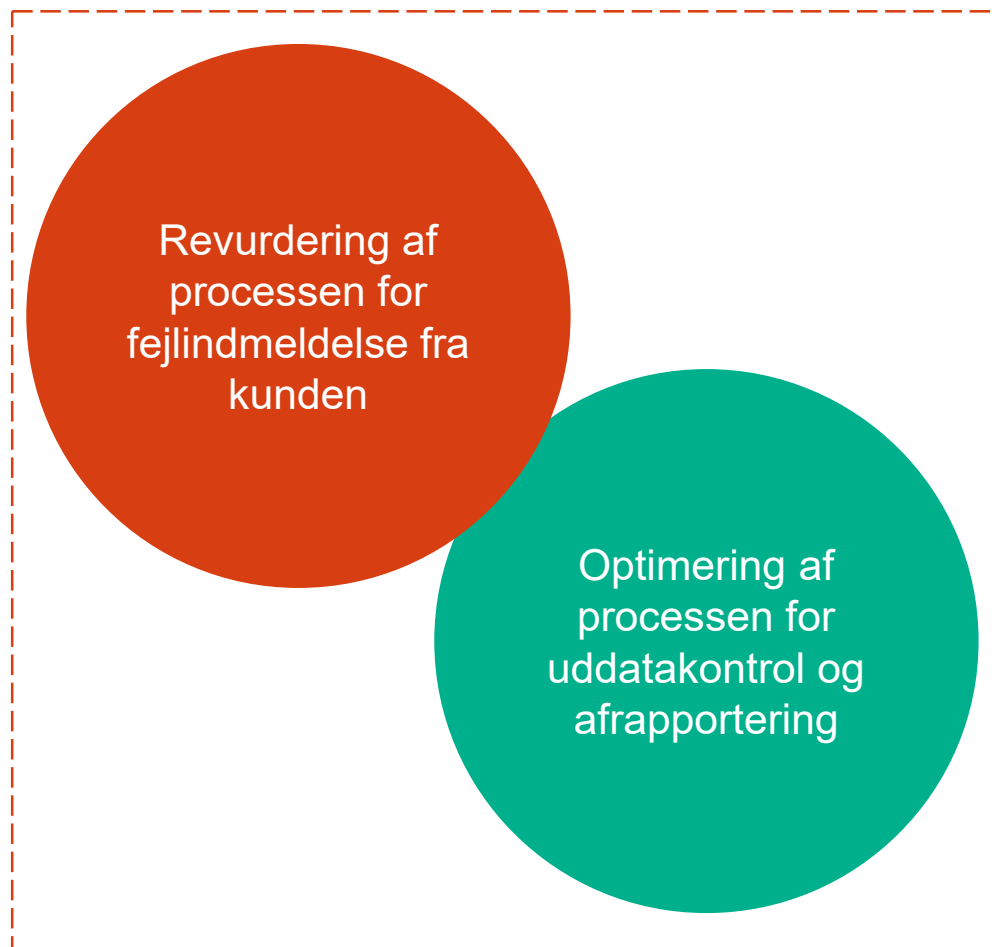 Revurdering af
processen for
fejlindmeldelse fra
kunden
Optimering af
processen for
uddatakontrol og
afrapportering